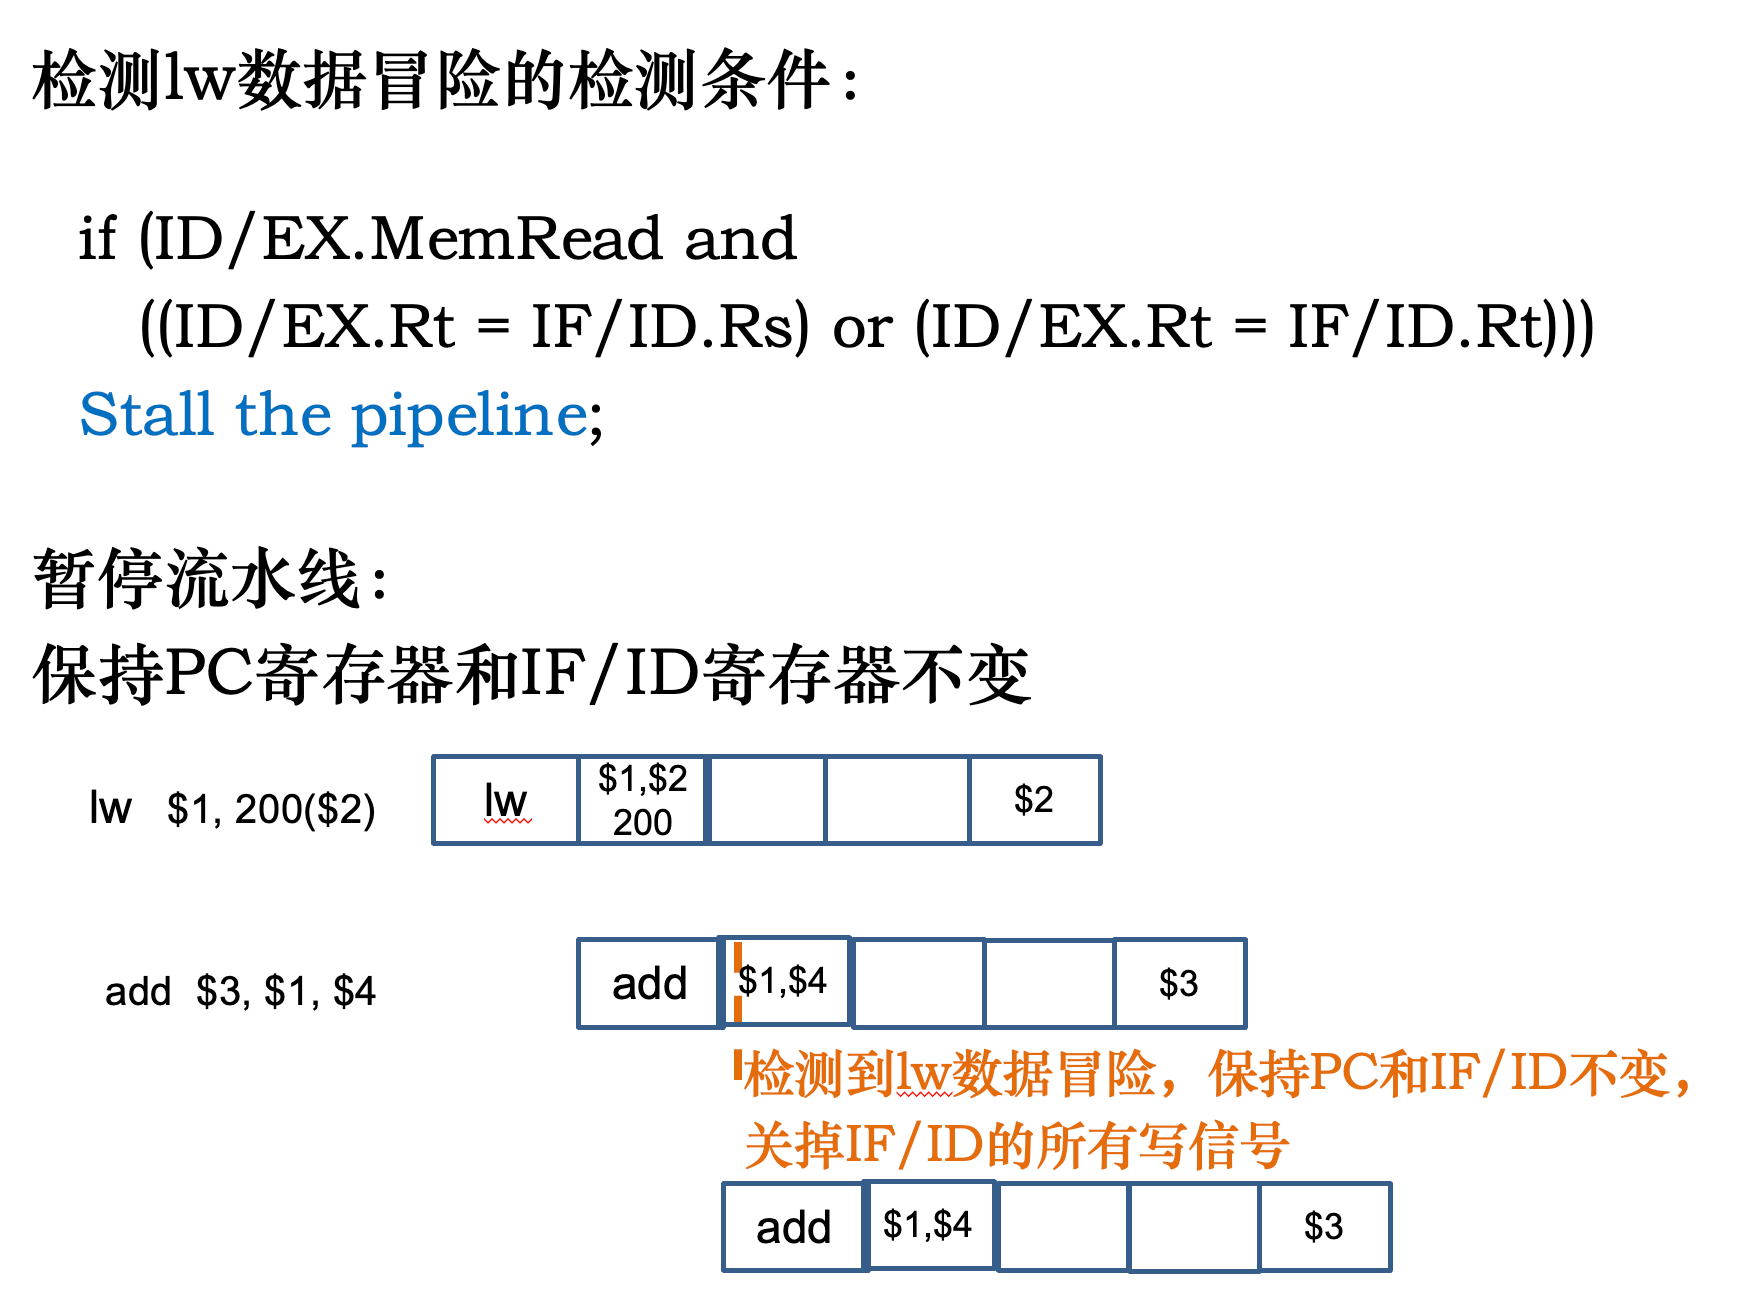 检测lw数据冒险的检测条件：
if (ID/EX.MemRead and
((ID/EX.Rt = IF/ID.Rs) or (ID/EX.Rt = IF/ID.Rt)))
Stall the pipeline;
暂停流水线：
保持PC寄存器和IF/ID寄存器不变
lw $1, 200($2)
lw
$1,$2
200
$2
add $3, $1, $4
add
$1,$4
$3
检测到lw数据冒险，保持PC和IF/ID不变，
关掉IF/ID的所有写信号
add
$1,$4
$3